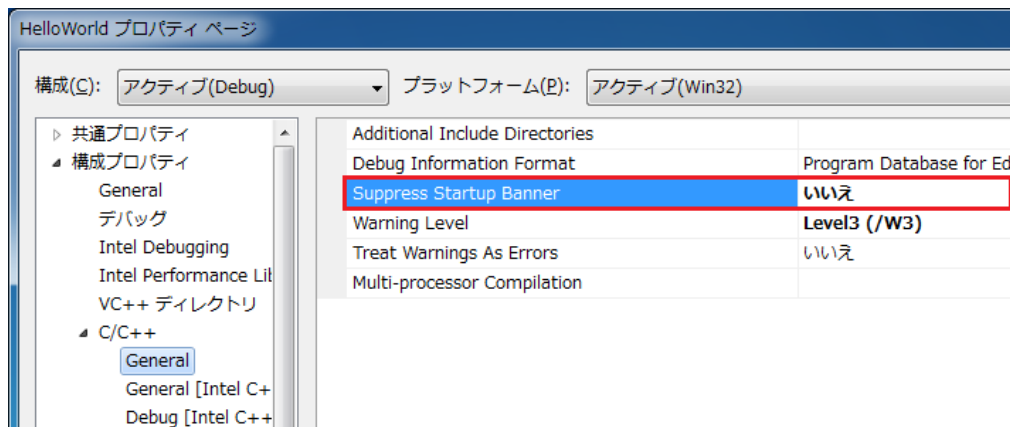 HelloWorld プロパティ ページ
構成(C): アクティブ(Debug) プラットフォーム(P): アクティブ(Win32)
共通プロパティ
構成プロパティ
General
デバッグ
Intel Debugging
Intel Performance Lib
VC++ ディレクトリ
C/C++
General
General [Intel C+
Debug [Intel C++
Additional Include Directories
Debug Information Format Program Database for Ed
Suppress Startup Banner いいえ
Warning Level Level3 (/W3)
Treat Warnings As Errors いいえ
Multi-processor Compilation